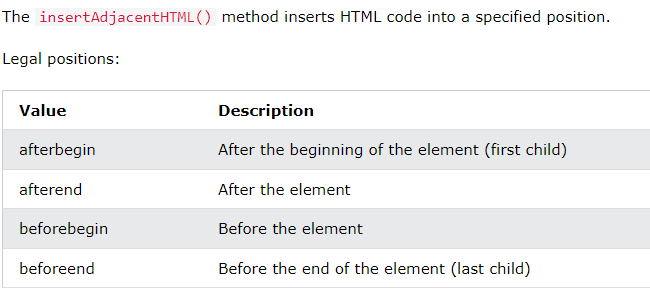 The insertAdjacentHTML() method inserts HTML code into a specified position.
Legal positions:
Value Description
afterbegin After the beginning of the element (first child)
afterend After the element
beforebegin Before the element
beforeend Before the end of the element (last child)